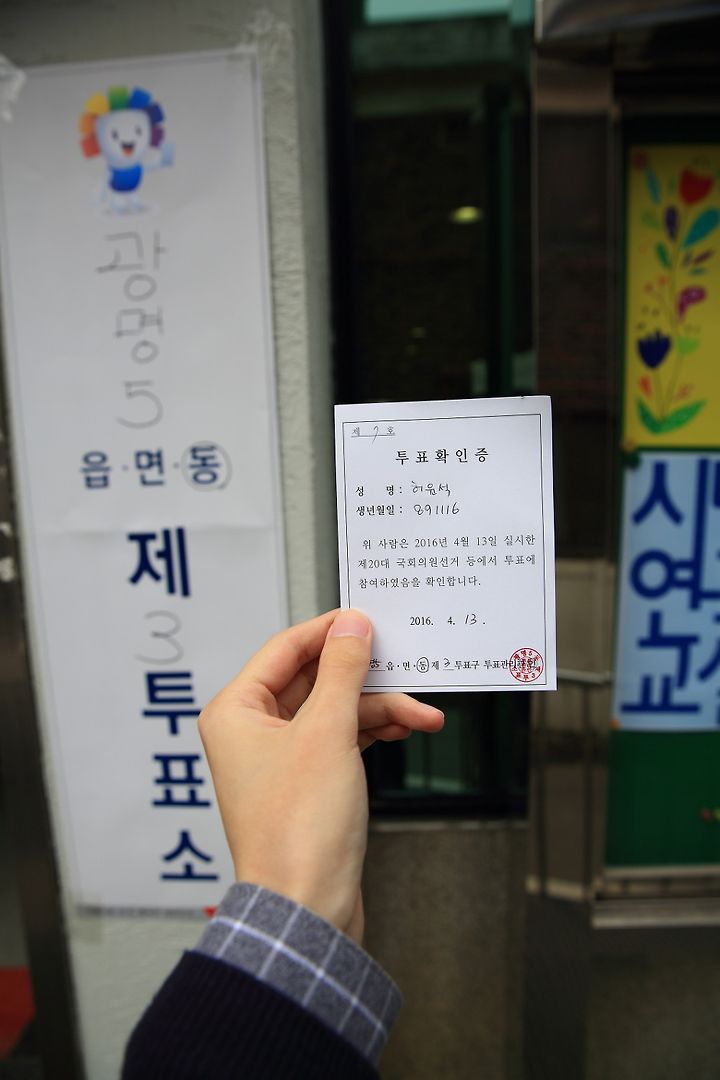 광
명
5
읍·면·동
제
3
투
표
소
제 7 호
투표확인증
성 명 : 허윤석
생년월일 : 891116
위 사람은 2016년 4월 13일 실시한
제20대 국회의원선거 등에서 투표에
참여하였음을 확인합니다.
2016. 4. 13.
읍·면·동 제 3 투표구 투표관리관
시
연
교